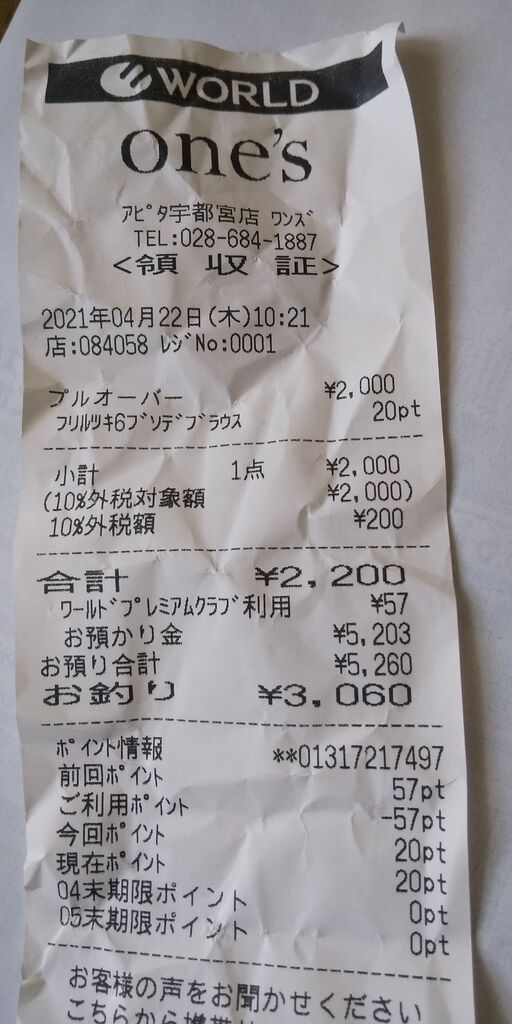 WORLD
one's
アピタ宇都宮店 ワンズ
TEL:028-684-1887
<領 収 証>
2021年04月22日(木)10:21
店:084058 レジNo:0001
プルオーバー ¥2,000
フリルツキ6ブソデブラウス 20pt
小計 1点 ¥2,000
(10%外税対象額 ¥2,000)
10%外税額 ¥200
合計 ¥2,200
ワールドプレミアムクラブ利用 ¥57
お預かり金 ¥5,203
お預り合計 ¥5,260
お釣り ¥3,060
ポイント情報 **01317217497
前回ポイント 57pt
ご利用ポイント -57pt
今回ポイント 20pt
現在ポイント 20pt
04末期限ポイント 0pt
05末期限ポイント 0pt
お客様の声をお聞かせください
こちらから携帯